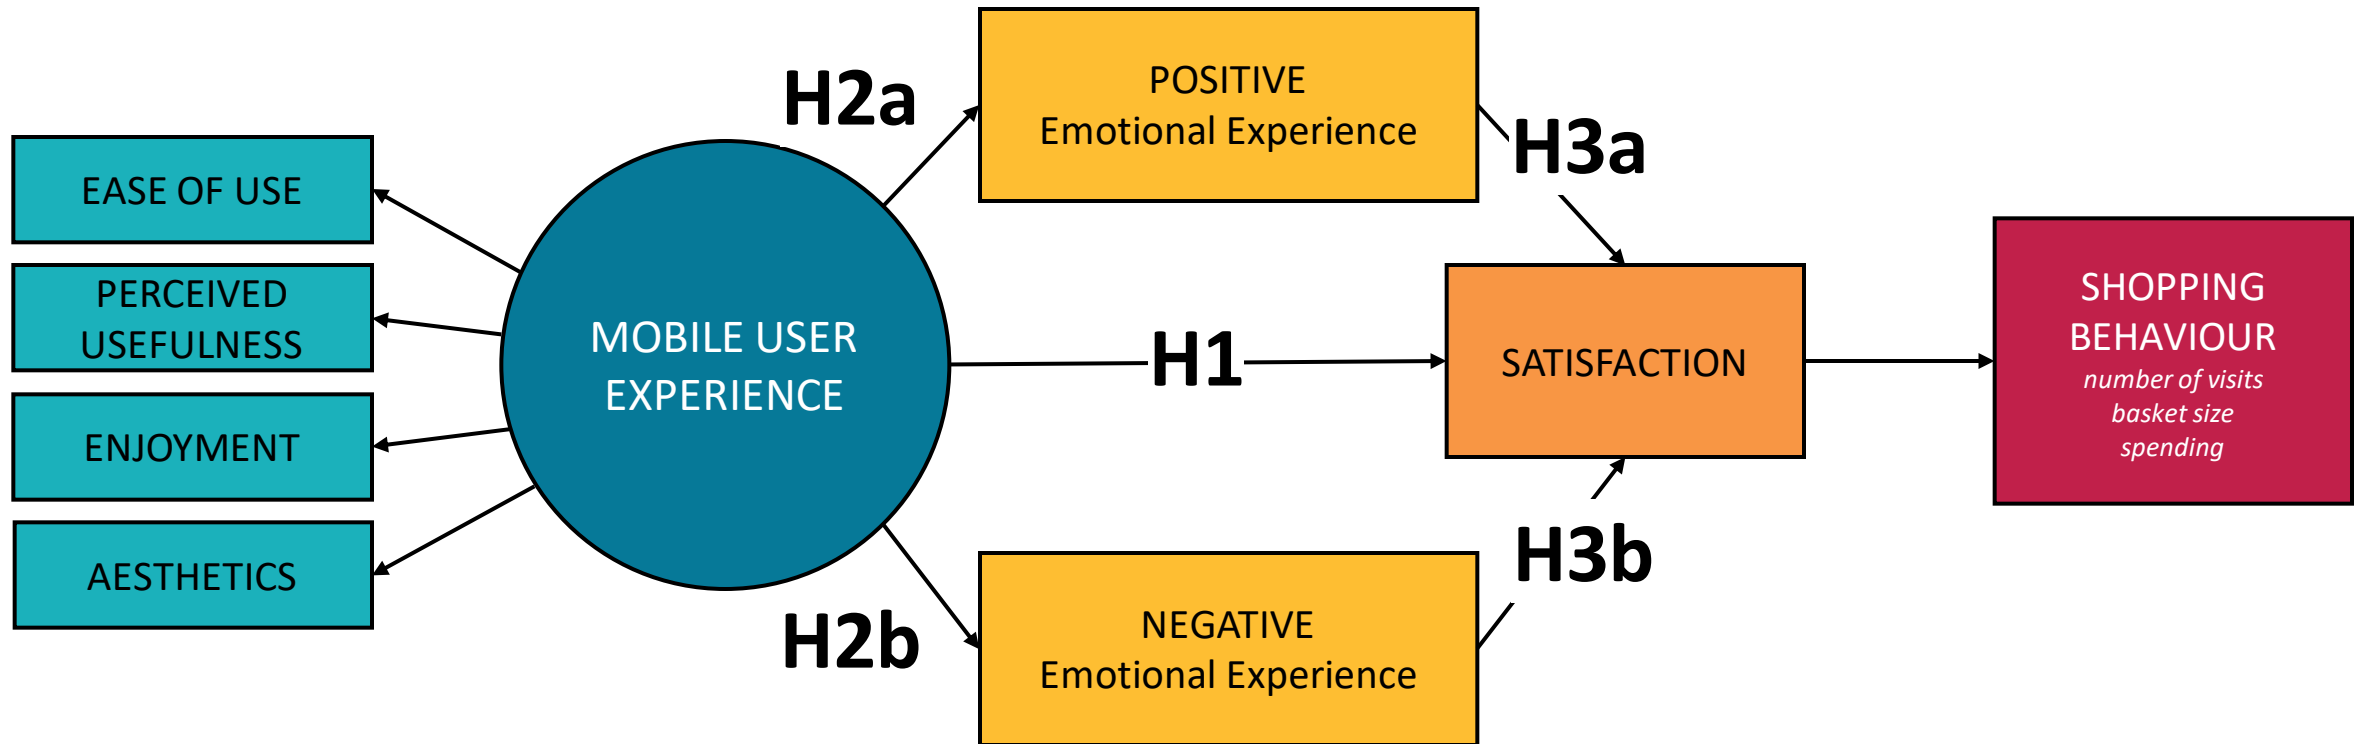 EASE OF USE
PERCEIVED
USEFULNESS
ENJOYMENT
AESTHETICS
MOBILE USER
EXPERIENCE
H2a
H2b
POSITIVE
Emotional Experience
H1
NEGATIVE
Emotional Experience
H3a
H3b
SATISFACTION
SHOPPING
BEHAVIOUR
number of visits
basket size
spending